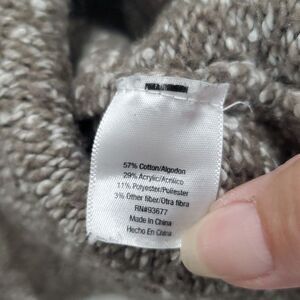 57% Cotton/Algodon
29% Acrylic/Acrilico
11% Polyester/Poliester
3% Other fiber/Otra fibra
RN#93677
Made In China
Hecho En China